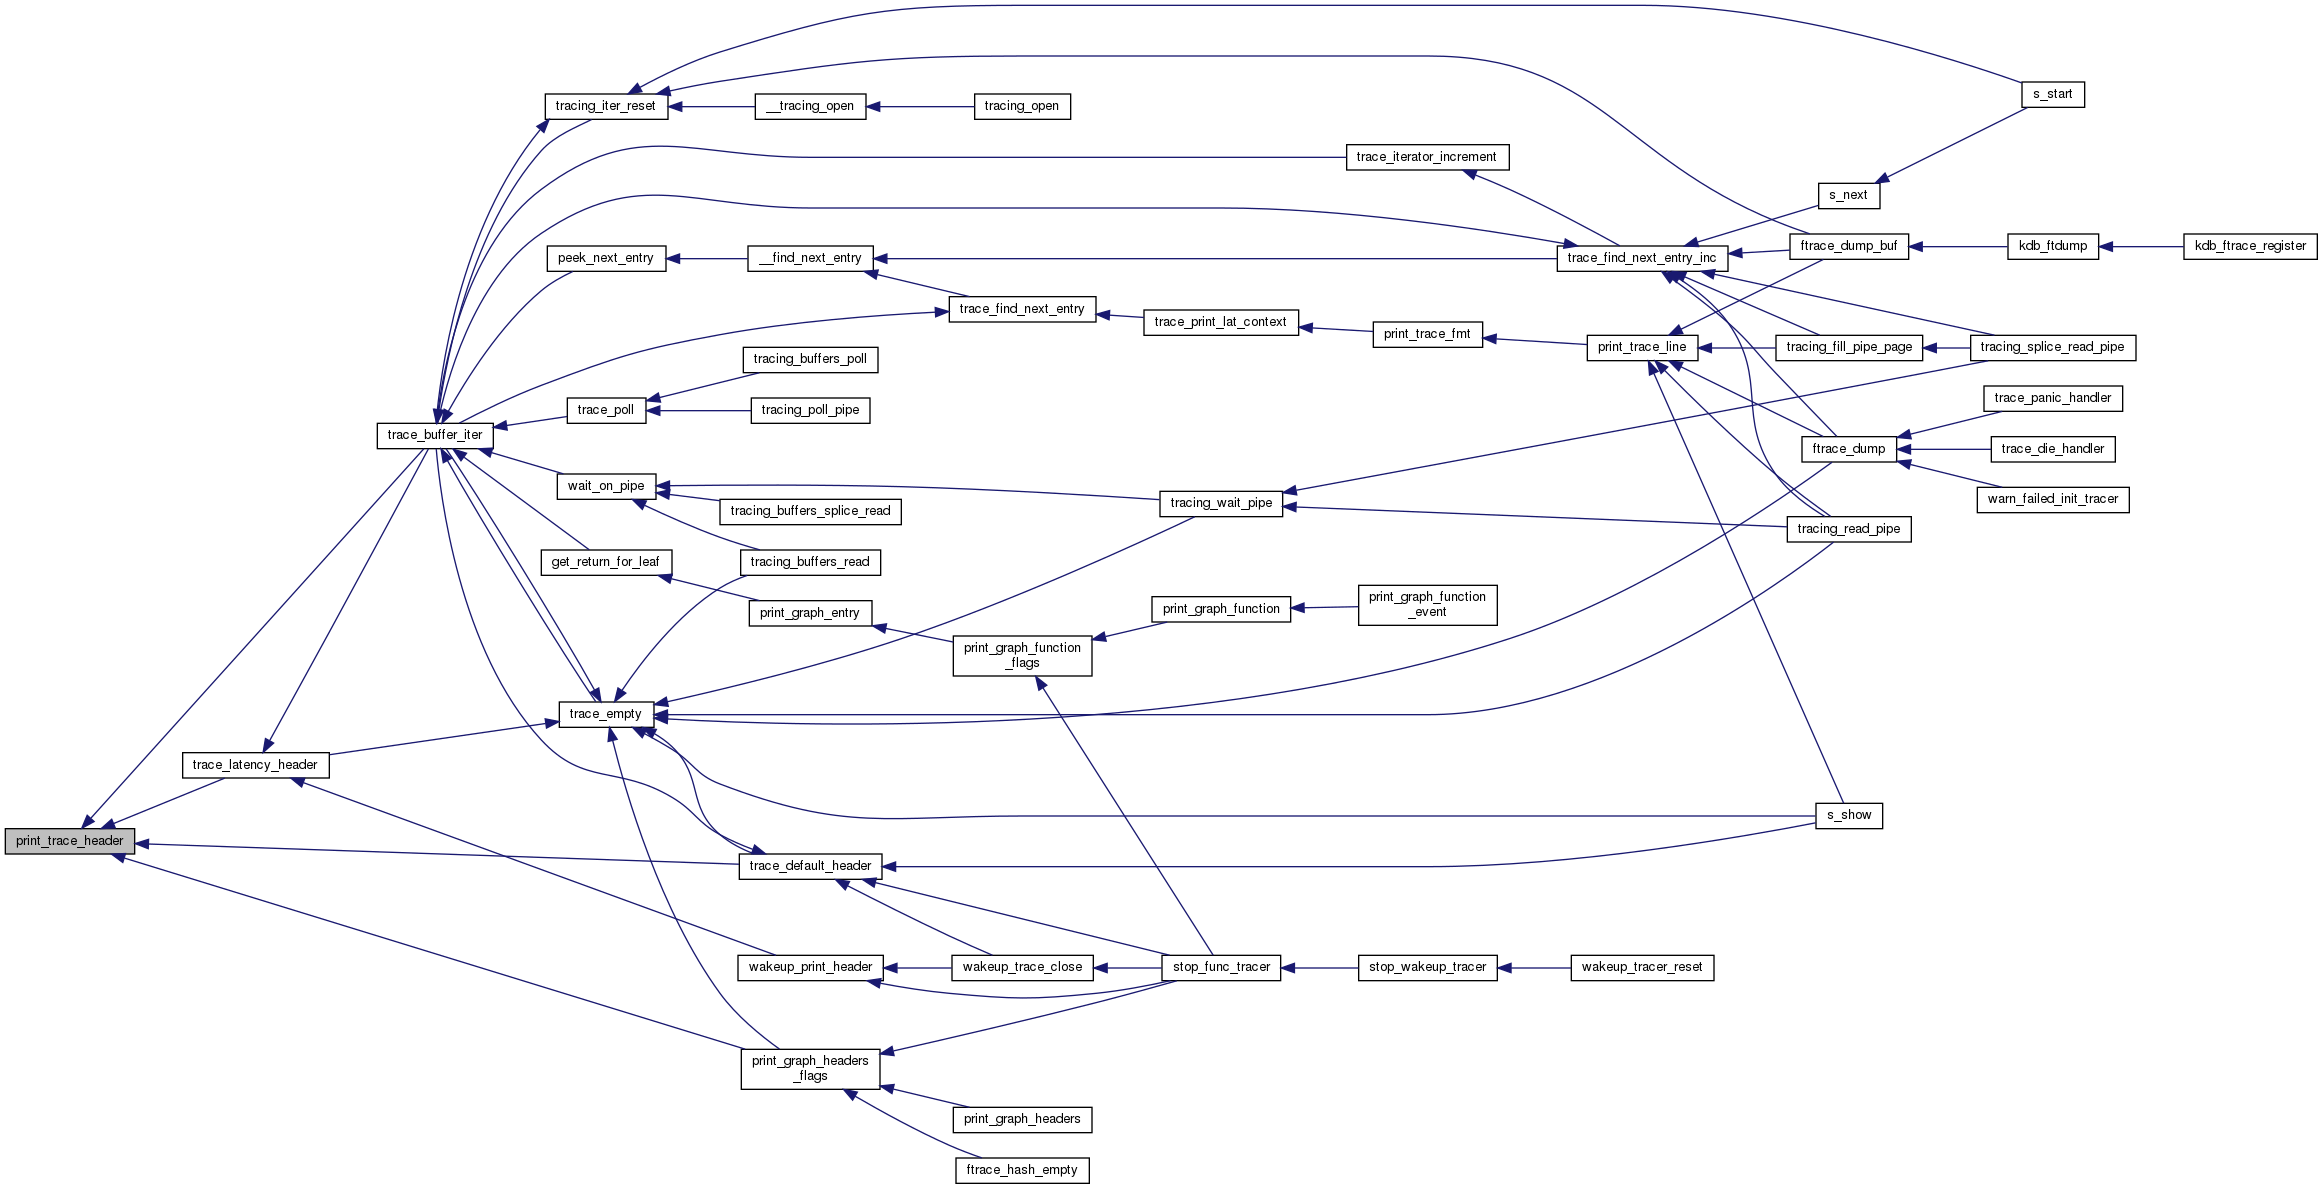 s_start
tracing_iter_reset
__tracing_open
tracing_open
trace_iterator_increment
s_next
ftrace_dump_buf
kdb_ftdump
kdb_ftrace_register
peek_next_entry
__find_next_entry
trace_find_next_entry_inc
trace_find_next_entry
trace_print_lat_context
print_trace_fmt
print_trace_line
tracing_fill_pipe_page
tracing_splice_read_pipe
tracing_buffers_poll
trace_poll
tracing_poll_pipe
trace_panic_handler
trace_buffer_iter
ftrace_dump
trace_die_handler
wait_on_pipe
tracing_buffers_splice_read
tracing_wait_pipe
warn_failed_init_tracer
tracing_read_pipe
get_return_for_leaf
tracing_buffers_read
print_graph_entry
print_graph_function
print_graph_function
_event
print_graph_function
_flags
trace_empty
trace_latency_header
s_show
print_trace_header
trace_default_header
wakeup_print_header
wakeup_trace_close
stop_func_tracer
stop_wakeup_tracer
wakeup_tracer_reset
print_graph_headers
_flags
print_graph_headers
ftrace_hash_empty